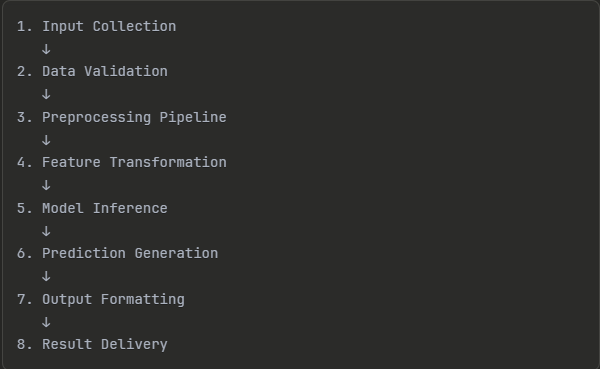 1. Input Collection
↓
2. Data Validation
↓
3. Preprocessing Pipeline
↓
4. Feature Transformation
↓
5. Model Inference
↓
6. Prediction Generation
↓
7. Output Formatting
↓
8. Result Delivery